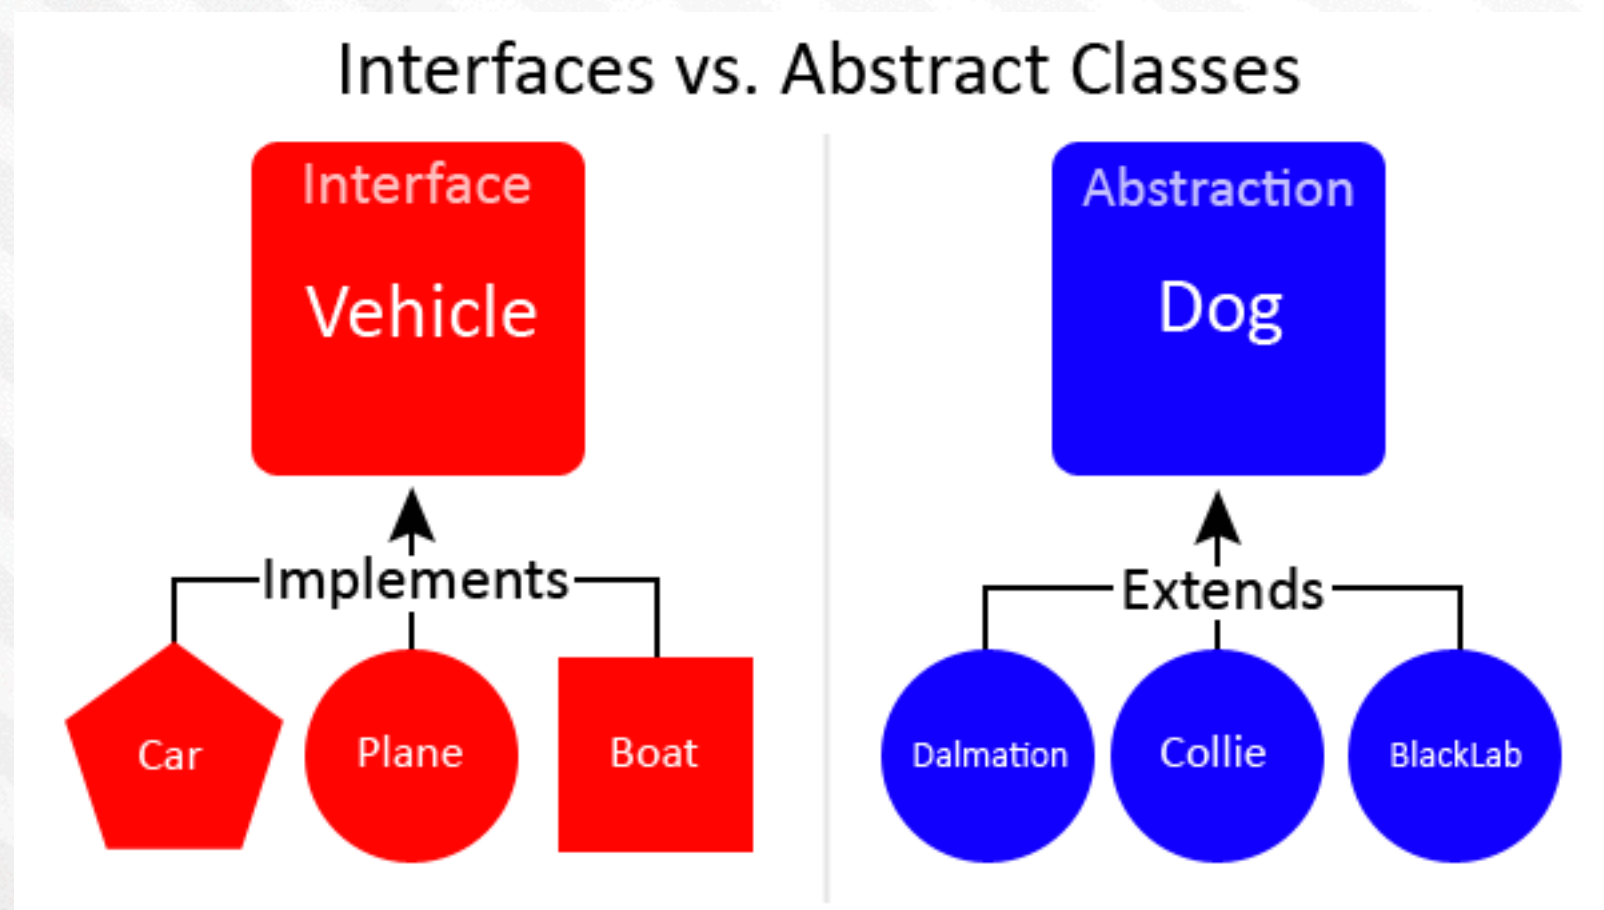 Interfaces vs. Abstract Classes
Interface
Vehicle
Implements
Car
Plane
Boat
Abstraction
Dog
Extends
Dalmation
Collie
BlackLab